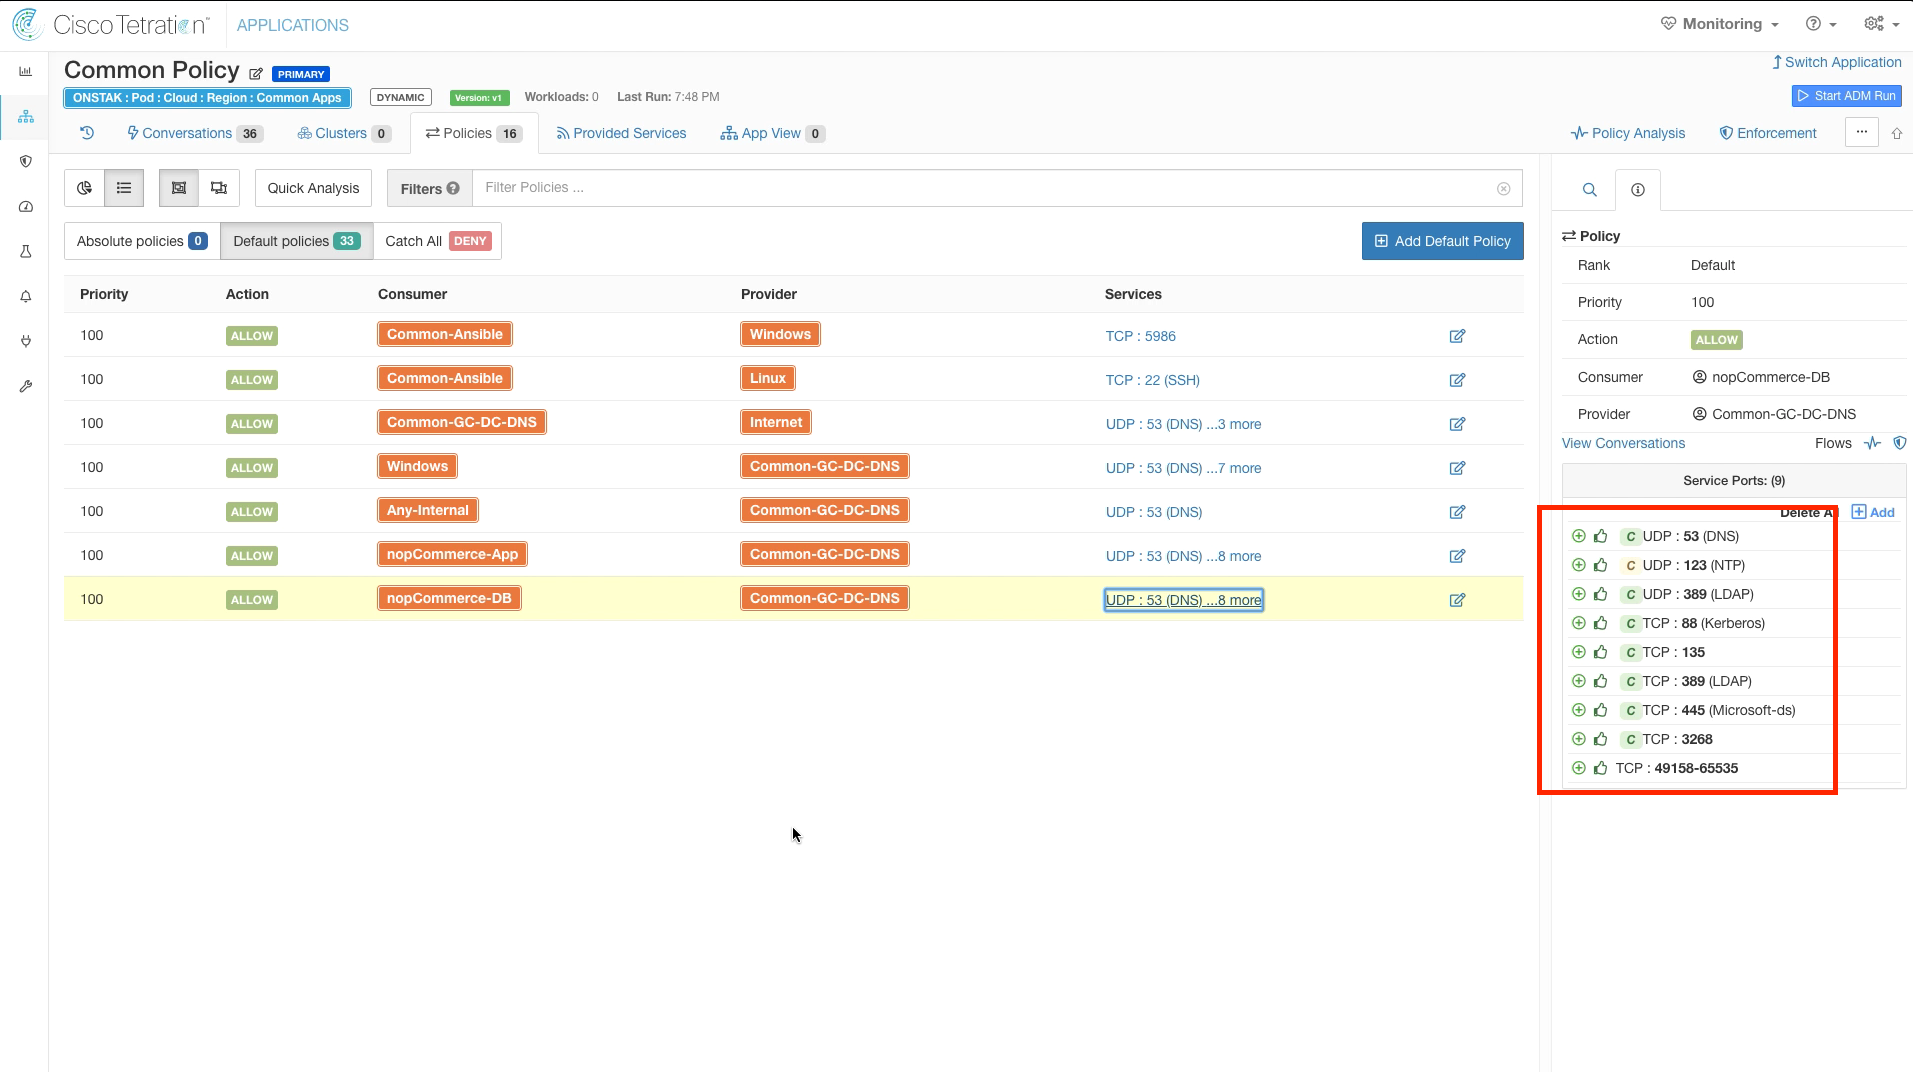 Cisco Tetration™ APPLICATIONS
Monitoring
Common Policy PRIMARY
Switch Application
ONSTAK : Pod : Cloud : Region : Common Apps DYNAMIC Version: v1 Workloads: 0 Last Run: 7:48 PM
Start ADM Run
Conversations 36 Clusters 0 Policies 16 Provided Services App View 0
Policy Analysis Enforcement ...
Quick Analysis Filters ? Filter Policies ...
Absolute policies 0 Default policies 33 Catch All DENY
Add Default Policy
Priority Action Consumer Provider Services
100 ALLOW Common-Ansible Windows TCP : 5986
100 ALLOW Common-Ansible Linux TCP : 22 (SSH)
100 ALLOW Common-GC-DC-DNS Internet UDP : 53 (DNS) ...3 more
100 ALLOW Windows Common-GC-DC-DNS UDP : 53 (DNS) ...7 more
100 ALLOW Any-Internal Common-GC-DC-DNS UDP : 53 (DNS)
100 ALLOW nopCommerce-App Common-GC-DC-DNS UDP : 53 (DNS) ...8 more
100 ALLOW nopCommerce-DB Common-GC-DC-DNS UDP : 53 (DNS) ...8 more
Policy
Rank Default
Priority 100
Action ALLOW
Consumer nopCommerce-DB
Provider Common-GC-DC-DNS
View Conversations Flows
Service Ports: (9)
Delete Al Add
C UDP : 53 (DNS)
C UDP : 123 (NTP)
C UDP : 389 (LDAP)
C TCP : 88 (Kerberos)
C TCP : 135
C TCP : 389 (LDAP)
C TCP : 445 (Microsoft-ds)
C TCP : 3268
TCP : 49158-65535